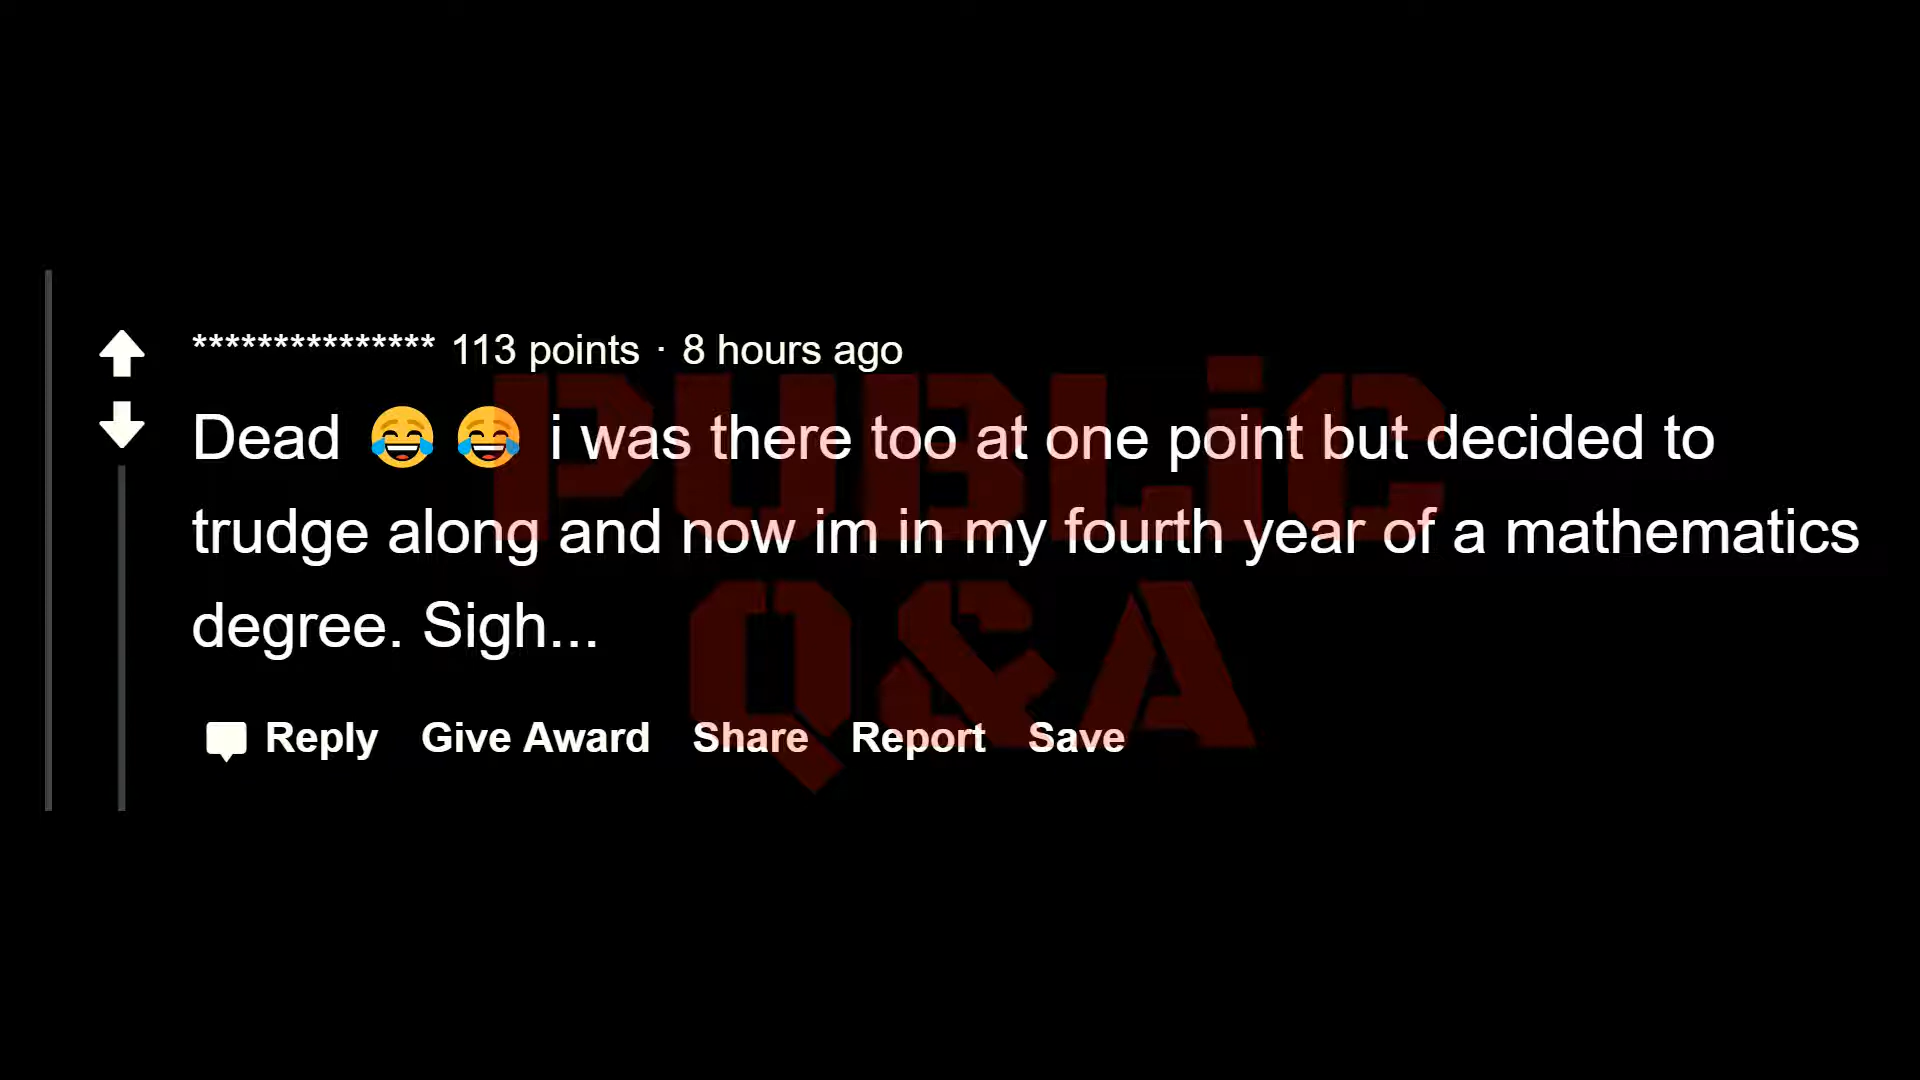 *************** 113 points · 8 hours ago
Dead 😂 😂 i was there too at one point but decided to
trudge along and now im in my fourth year of a mathematics
degree. Sigh...
Reply Give Award Share Report Save
PUBLiC
Q&A